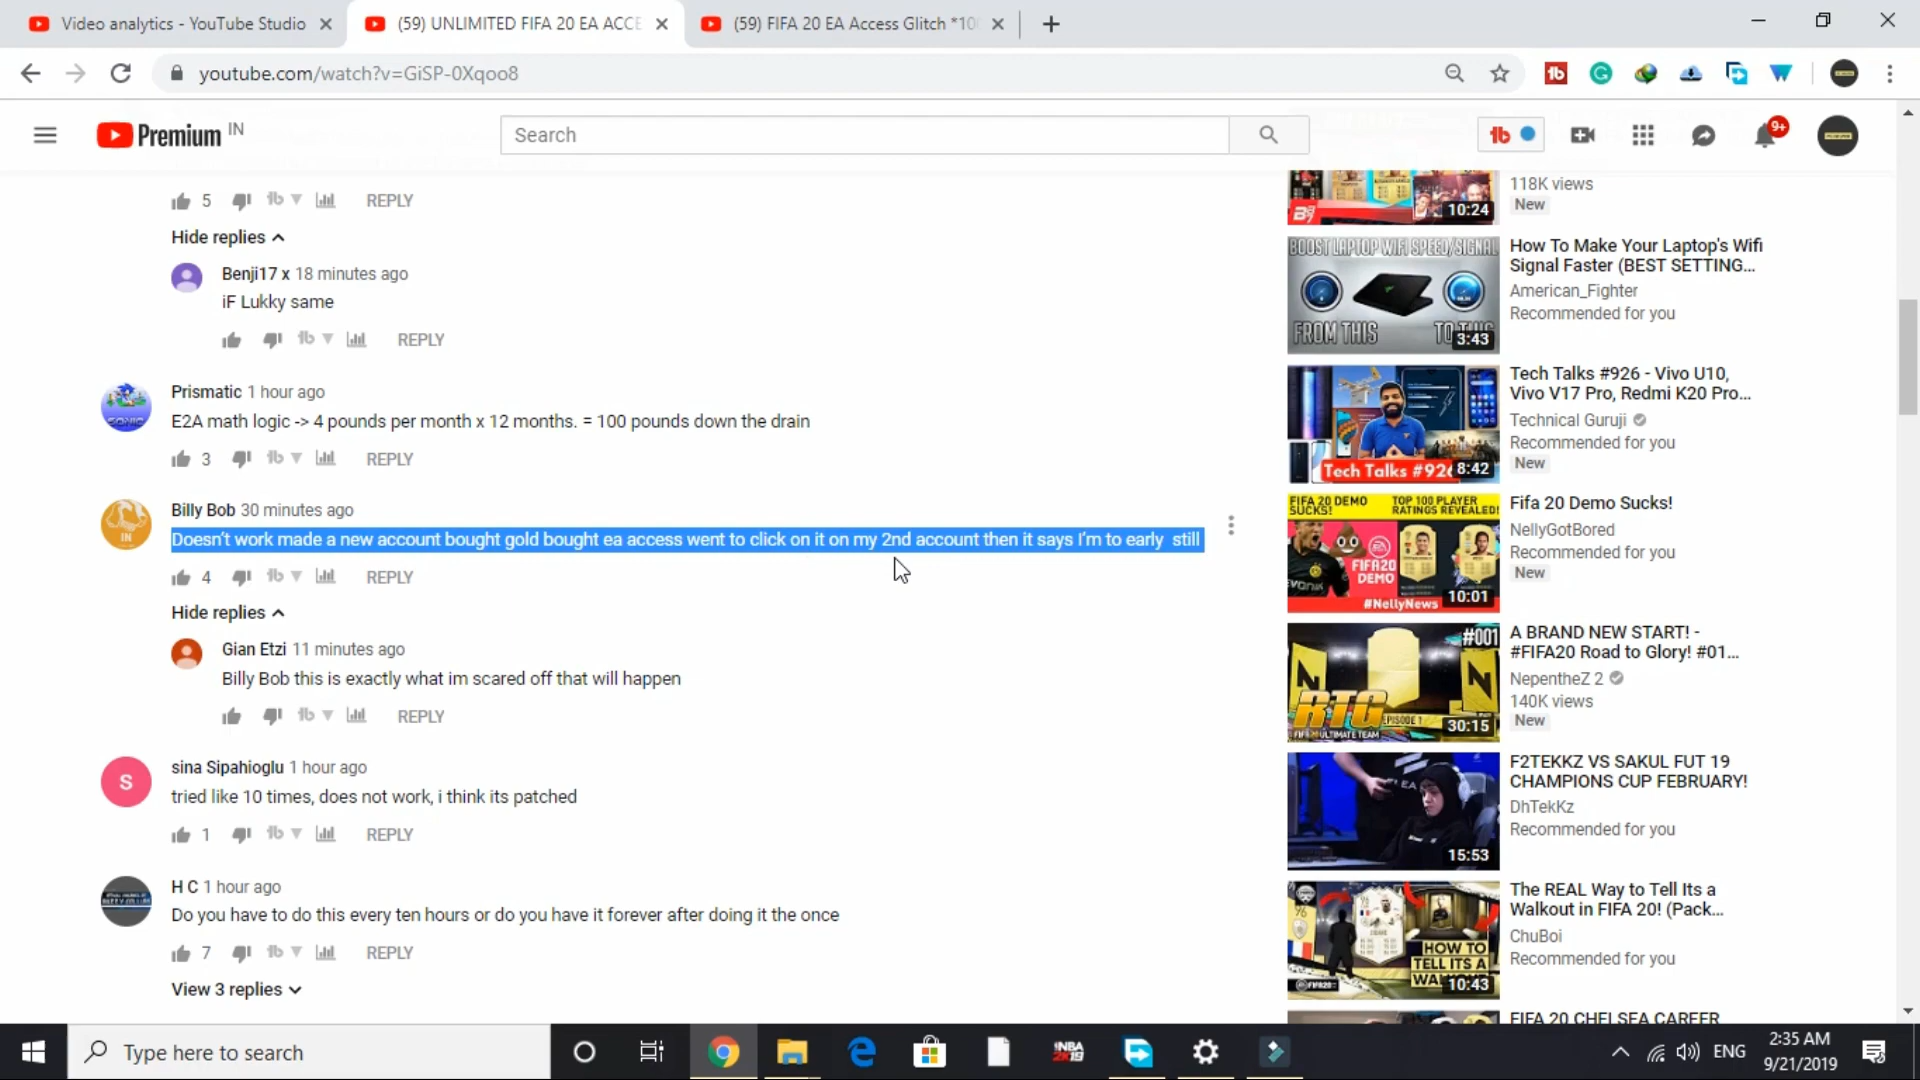 Video analytics - YouTube Studio
(59) UNLIMITED FIFA 20 EA ACCE
(59) FIFA 20 EA Access Glitch *10
youtube.com/watch?v=GiSP-0Xqoo8
Premium IN
Search
9+
5 REPLY
Hide replies
Benji17 x 18 minutes ago
iF Lukky same
REPLY
Prismatic 1 hour ago
E2A math logic -> 4 pounds per month x 12 months. = 100 pounds down the drain
3 REPLY
Billy Bob 30 minutes ago
Doesn't work made a new account bought gold bought ea access went to click on it on my 2nd account then it says I'm to early still
4 REPLY
Hide replies
Gian Etzi 11 minutes ago
Billy Bob this is exactly what im scared off that will happen
REPLY
S
sina Sipahioglu 1 hour ago
tried like 10 times, does not work, i think its patched
1 REPLY
H C 1 hour ago
Do you have to do this every ten hours or do you have it forever after doing it the once
7 REPLY
View 3 replies
10:24
118K views
New
BOOST LAPTOP WIFI SPEED/SIGNAL
FROM THIS TO THIS
3:43
How To Make Your Laptop's Wifi
Signal Faster (BEST SETTING...
American_Fighter
Recommended for you
Tech Talks #926
8:42
Tech Talks #926 - Vivo U10,
Vivo V17 Pro, Redmi K20 Pro...
Technical Guruji
Recommended for you
New
FIFA 20 DEMO SUCKS!
TOP 100 PLAYER RATINGS REVEALED!
FIFA20 DEMO
#NellyNews
10:01
Fifa 20 Demo Sucks!
NellyGotBored
Recommended for you
New
#001
RTG
EPISODE 1
30:15
A BRAND NEW START! -
#FIFA20 Road to Glory! #01...
NepentheZ 2
140K views
New
15:53
F2TEKKZ VS SAKUL FUT 19
CHAMPIONS CUP FEBRUARY!
DhTekKz
Recommended for you
HOW TO
TELL ITS A
WALKOUT
10:43
The REAL Way to Tell Its a
Walkout in FIFA 20! (Pack...
ChuBoi
Recommended for you
FIFA 20 CHELSEA CAREER
Type here to search
NBA 2K19
ENG
2:35 AM
9/21/2019